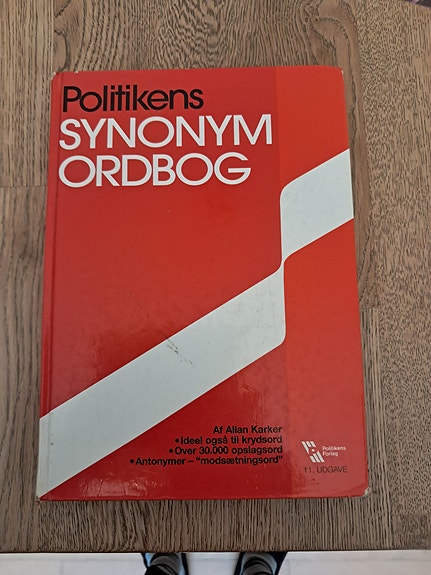 Politikens
SYNONYM
ORDBOG
Af Allan Karker
•Ideel også til krydsord
•Over 30.000 opslagsord
•Antonymer – "modsætningsord"
Politikens
Forlag
11. UDGAVE